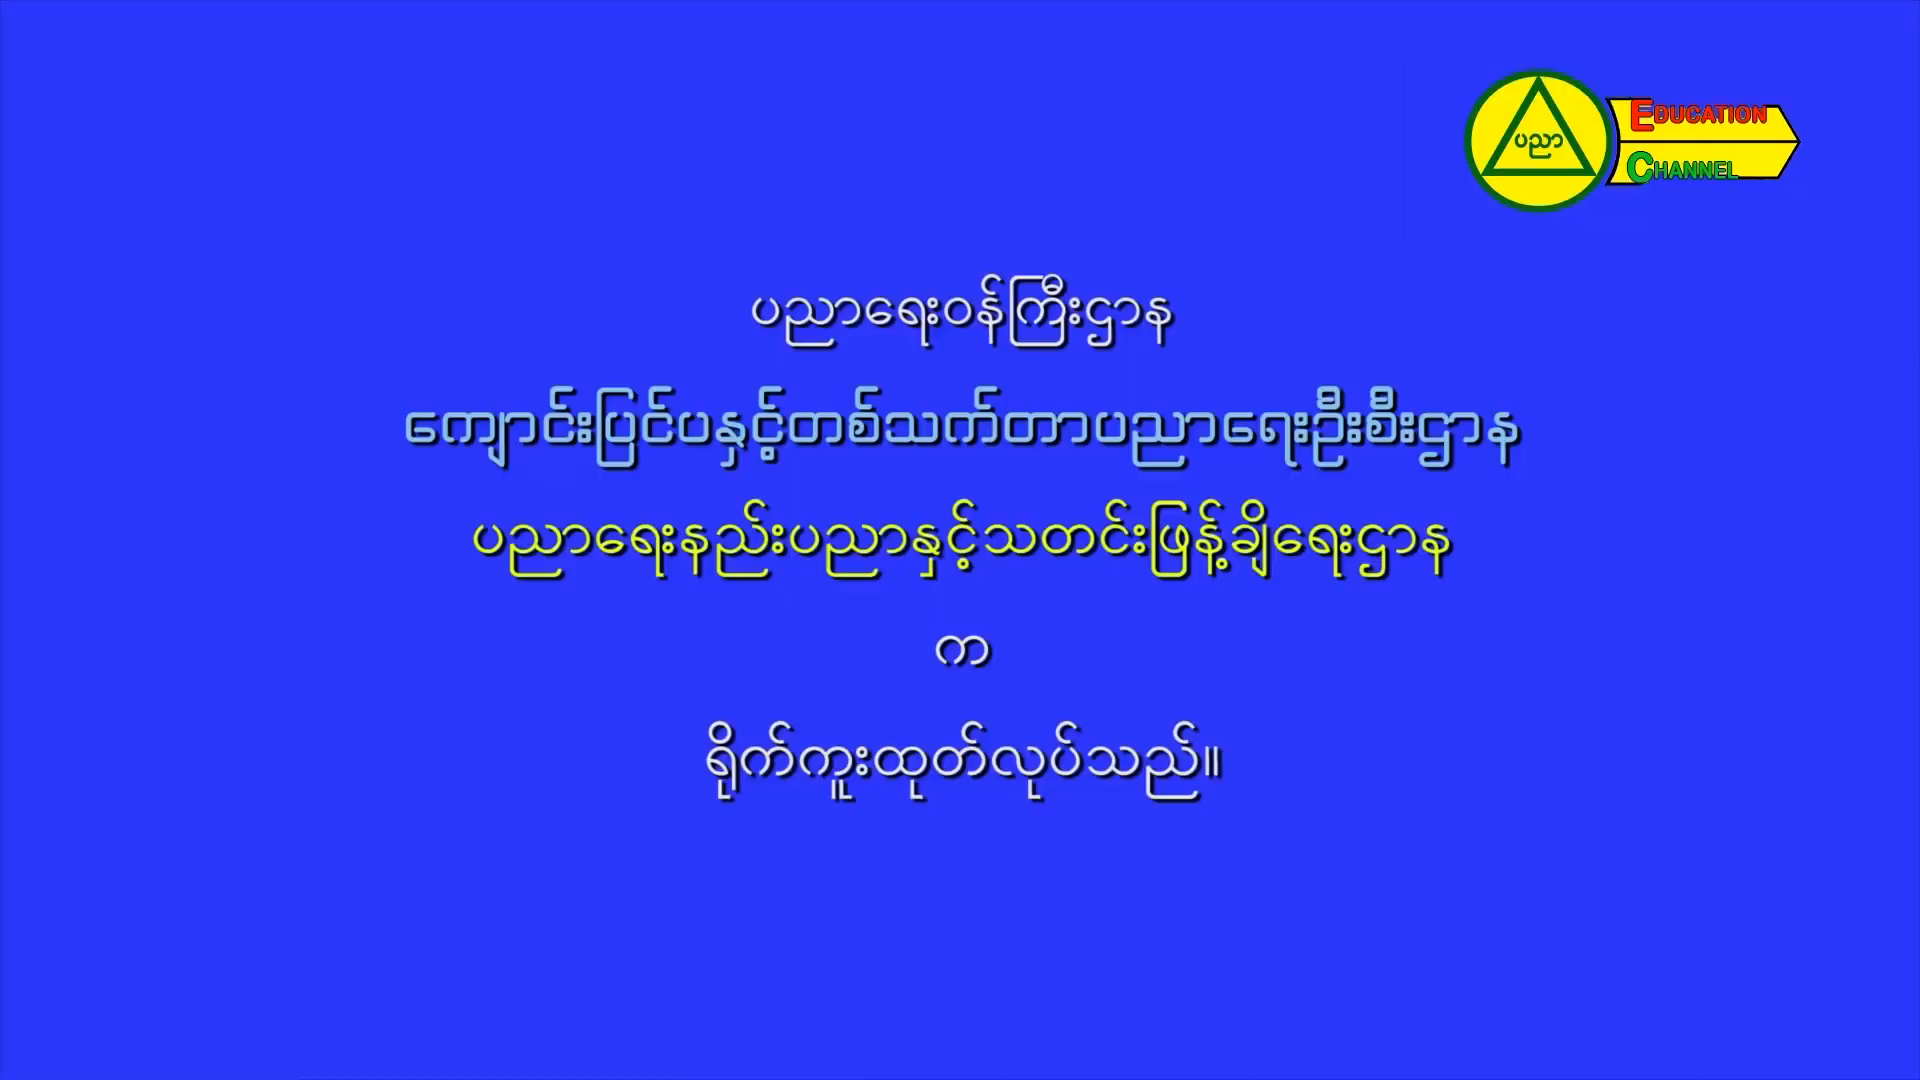 ပညာ
EDUCATION
CHANNEL
ပညာရေးဝန်ကြီးဌာန
ကျောင်းပြင်ပနှင့်တစ်သက်တာပညာရေးဦးစီးဌာန
ပညာရေးနည်းပညာနှင့်သတင်းဖြန့်ချိရေးဌာန
က
ရိုက်ကူးထုတ်လုပ်သည်။